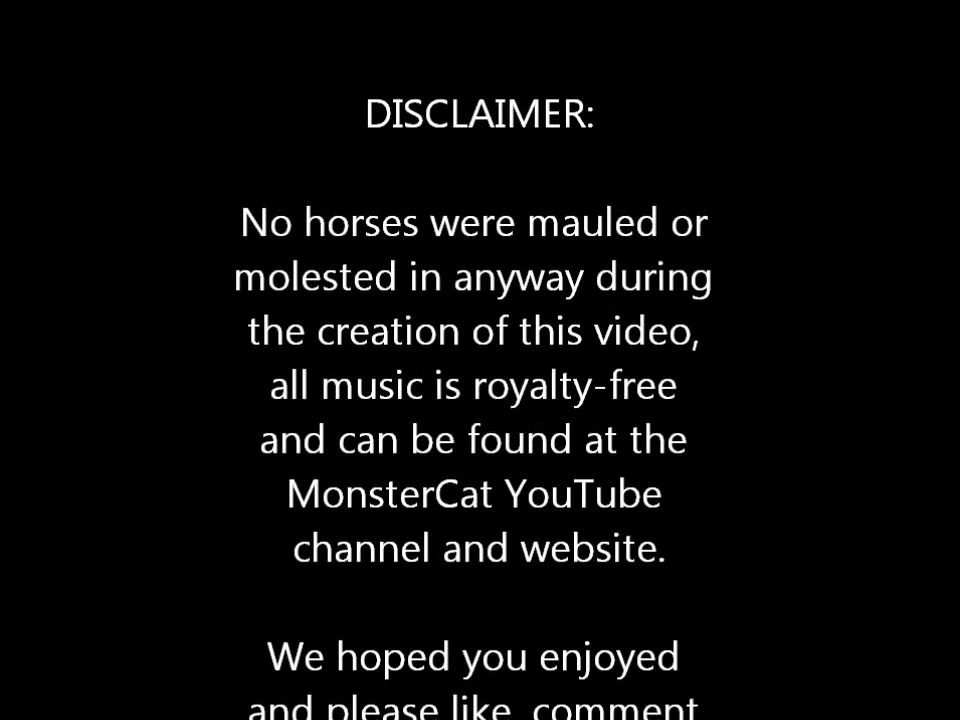 DISCLAIMER:
No horses were mauled or
molested in anyway during
the creation of this video,
all music is royalty-free
and can be found at the
MonsterCat YouTube
channel and website.
We hoped you enjoyed
and please like, comment